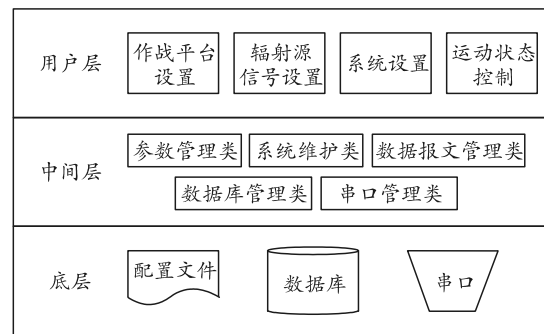 用户层
作战平台
设置
辐射源
信号设置
系统设置
运动状态
控制
中间层
参数管理类
系统维护类
数据报文管理类
数据库管理类
串口管理类
底层
配置文件
数据库
串口